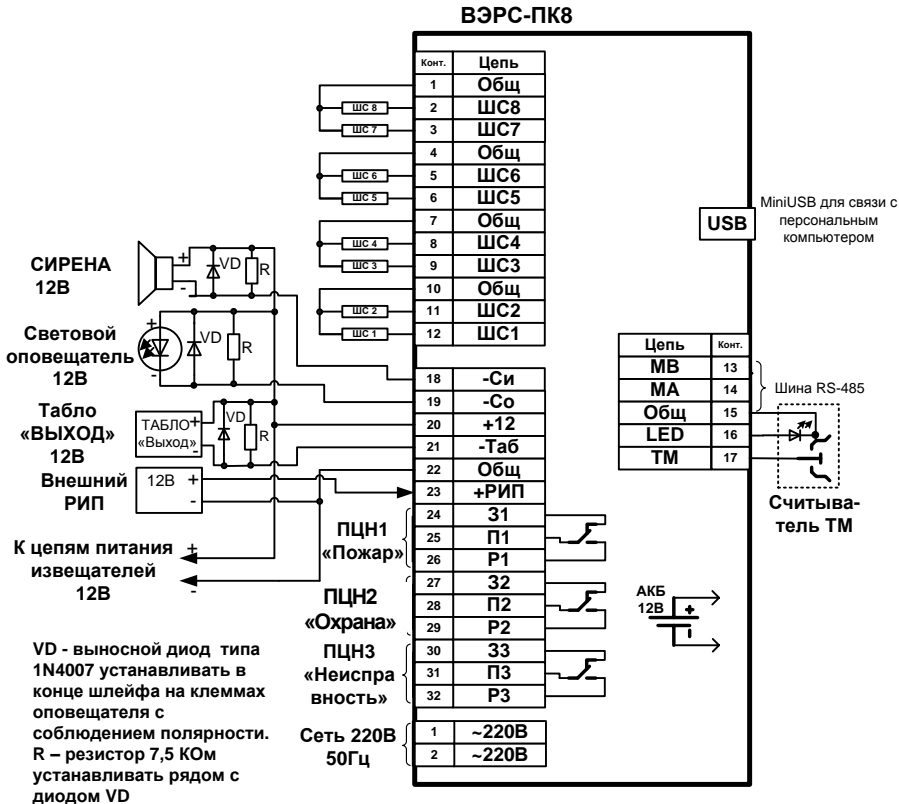 ВЭРС-ПК8
Конт. Цепь
1 Общ
ШС 8 2 ШС8
ШС 7 3 ШС7
4 Общ
ШС 6 5 ШС6
ШС 5 6 ШС5
7 Общ
ШС 4 8 ШС4
ШС 3 9 ШС3
10 Общ
ШС 2 11 ШС2
ШС 1 12 ШС1
USB
MiniUSB для связи с
персональным
компьютером
СИРЕНА
12В
+
-
VD
R
Световой
оповещатель
12В
+
-
VD
R
Табло
«ВЫХОД»
12В
ТАБЛО+
«Выход»
-
VD
R
Внешний
РИП
12В +
-
К цепям питания
извещателей
12В
+
-
18 -Си
19 -Со
20 +12
21 -Таб
22 Общ
23 +РИП
24 З1
25 П1
26 Р1
27 З2
28 П2
29 Р2
30 З3
31 П3
32 Р3
1 ~220В
2 ~220В
ПЦН1
«Пожар»
ПЦН2
«Охрана»
ПЦН3
«Неиспра
вность»
Сеть 220В
50Гц
Цепь Конт.
МВ 13
МА 14
Общ 15
LED 16
ТМ 17
Шина RS-485
Считыва-
тель ТМ
АКБ
12В
+
-
VD - выносной диод типа
1N4007 устанавливать в
конце шлейфа на клеммах
оповещателя с
соблюдением полярности.
R – резистор 7,5 КОм
устанавливать рядом с
диодом VD